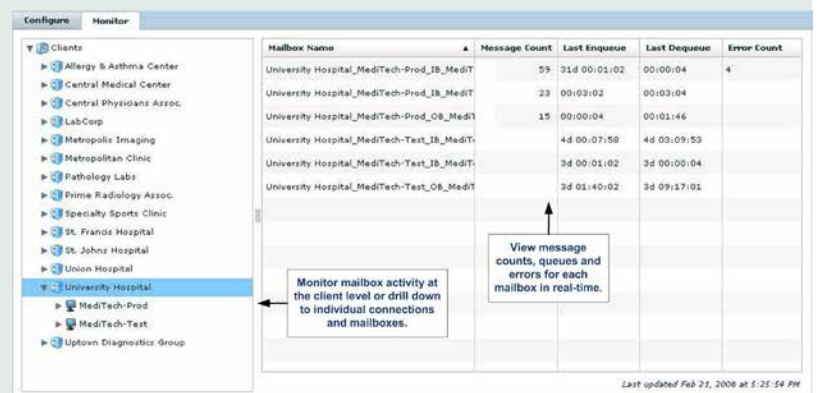 Configure Monitor
Clients
Allergy & Asthma Center
Central Medical Center
Central Physicians Assoc.
LabCorp
Metropolis Imaging
Metropolitan Clinic
Pathology Labs
Prime Radiology Assoc.
Specialty Sports Clinic
St. Francis Hospital
St. Johns Hospital
Union Hospital
University Hospital
MediTech-Prod
MediTech-Test
Uptown Diagnostics Group
Mailbox Name Message Count Last Enqueue Last Dequeue Error Count
University Hospital_MediTech-Prod_IB_MediT 59 31d 00:01:02 00:00:04 4
University Hospital_MediTech-Prod_IB_MediT 23 00:03:02 00:03:04
University Hospital_MediTech-Prod_OB_MediT 15 00:00:04 00:01:46
University Hospital_MediTech-Test_IB_MediT 4d 00:07:58 4d 03:09:53
University Hospital_MediTech-Test_IB_MediT 3d 00:01:02 3d 00:00:04
University Hospital_MediTech-Test_OB_MediT 3d 01:40:02 3d 09:17:01
Monitor mailbox activity at
the client level or drill down
to individual connections
and mailboxes.
View message
counts, queues and
errors for each
mailbox in real-time.
Last updated Feb 21, 2008 at 5:25:54 PM